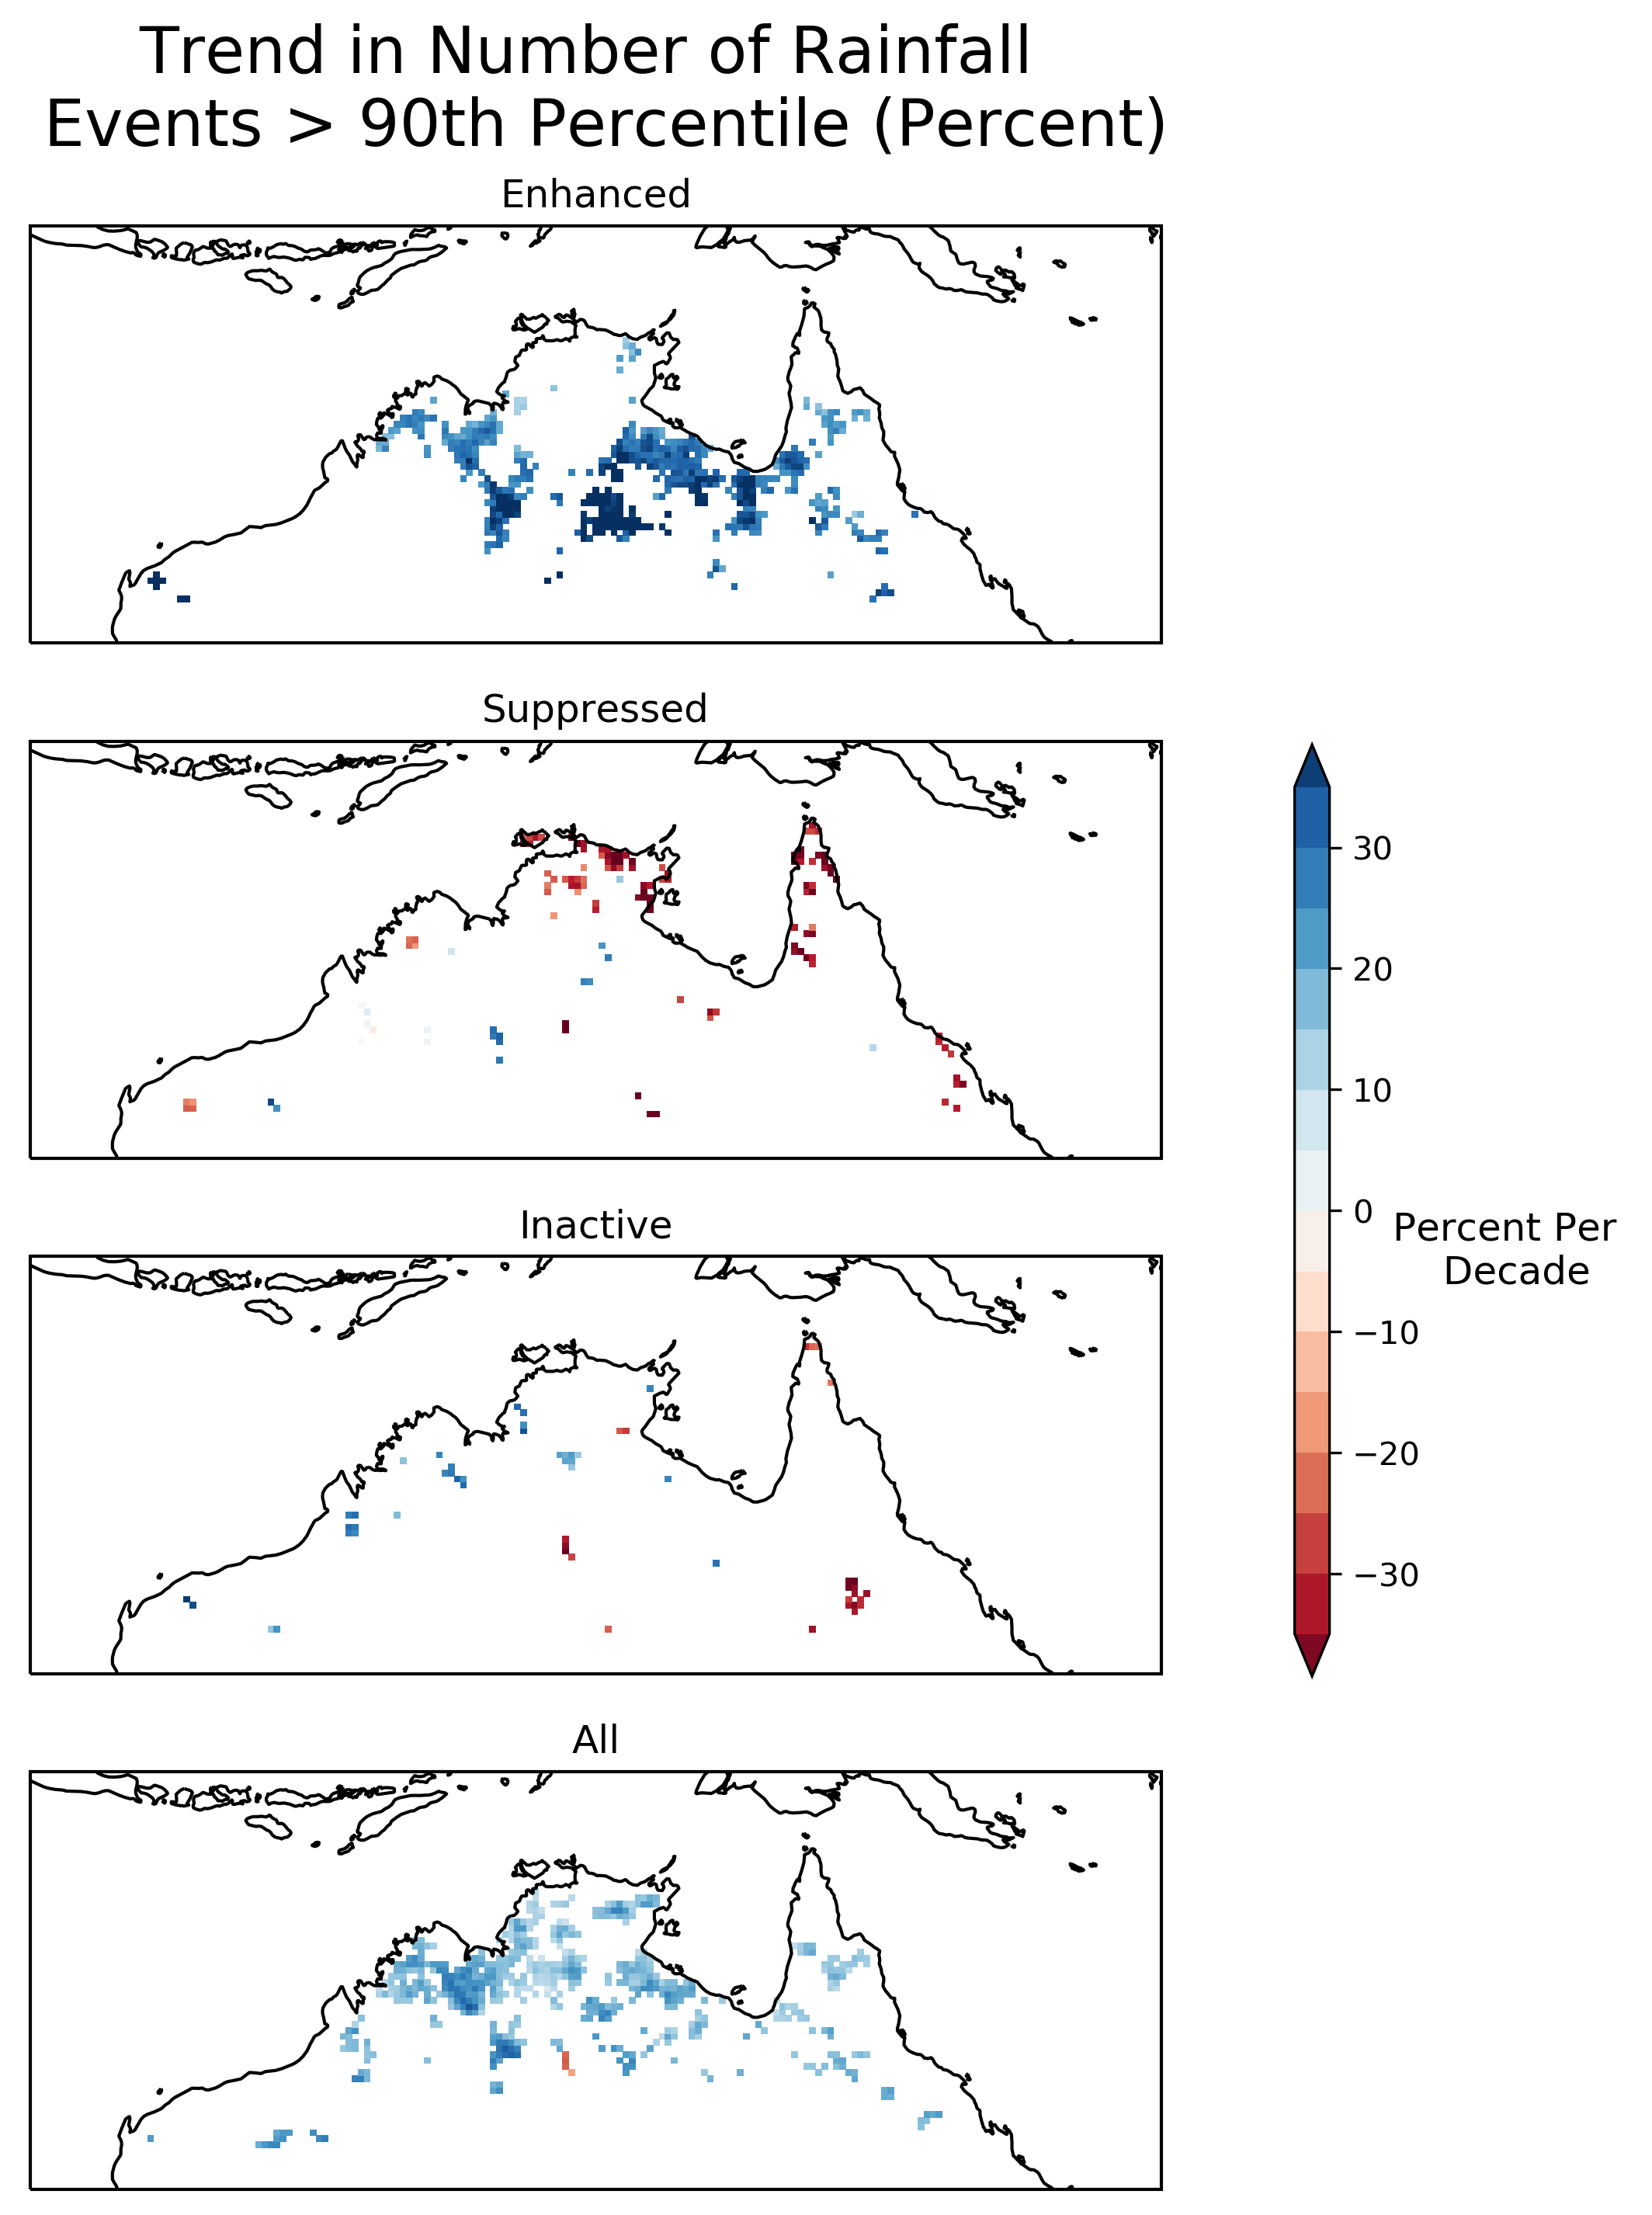 Trend in Number of Rainfall
Events > 90th Percentile (Percent)
Enhanced
Suppressed
30
20
10
0
Percent Per
Decade
−10
−20
−30
Inactive
All